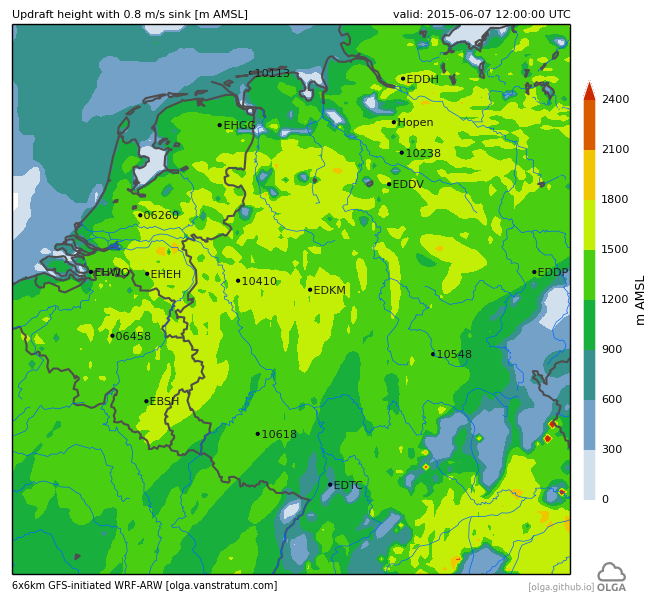 Updraft height with 0.8 m/s sink [m AMSL]
valid: 2015-06-07 12:00:00 UTC
10113
EDDH
EHGG
Hopen
10238
EDDV
06260
EHWO
EHEH
10410
EDKM
EDDP
06458
10548
EBSH
10618
EDTC
2400
2100
1800
1500
1200
900
600
300
0
m AMSL
6x6km GFS-initiated WRF-ARW [olga.vanstratum.com]
[olga.github.io] OLGA